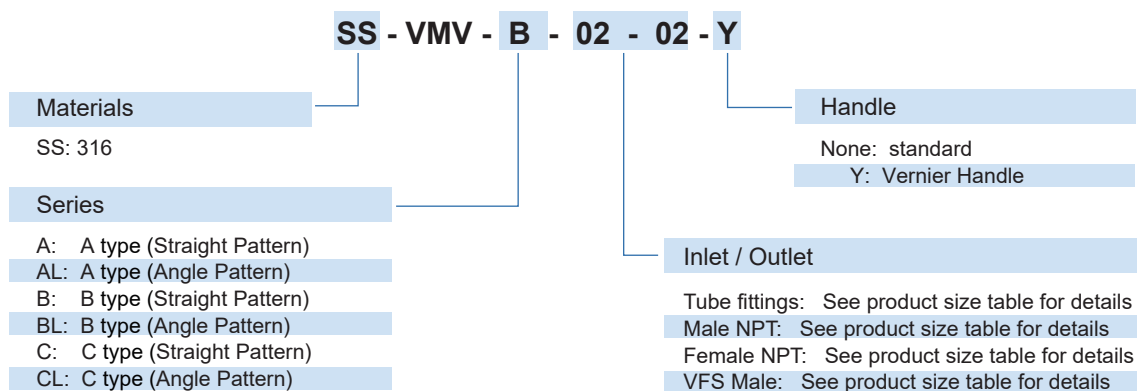 SS - VMV - B - 02 - 02 - Y
Materials
SS: 316
Series
A: A type (Straight Pattern)
AL: A type (Angle Pattern)
B: B type (Straight Pattern)
BL: B type (Angle Pattern)
C: C type (Straight Pattern)
CL: C type (Angle Pattern)
Handle
None: standard
Y: Vernier Handle
Inlet / Outlet
Tube fittings: See product size table for details
Male NPT: See product size table for details
Female NPT: See product size table for details
VFS Male: See product size table for details